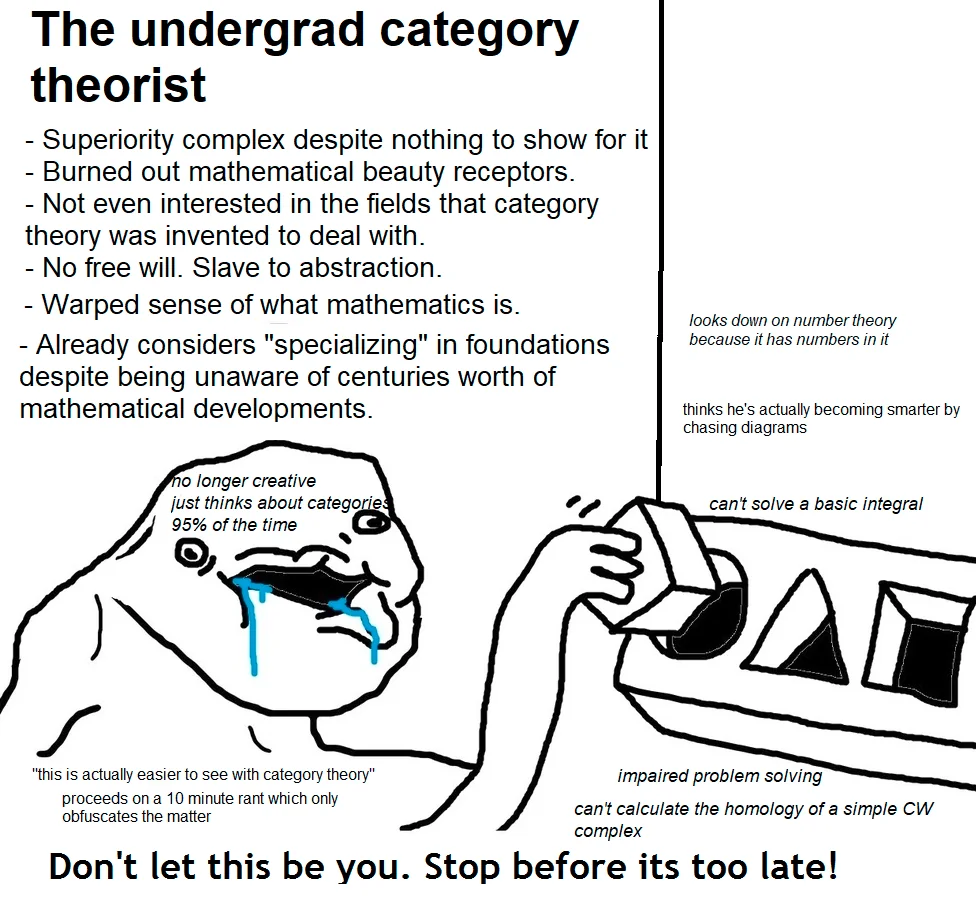 The undergrad category
theorist
- Superiority complex despite nothing to show for it
- Burned out mathematical beauty receptors.
- Not even interested in the fields that category
theory was invented to deal with.
- No free will. Slave to abstraction.
- Warped sense of what mathematics is.
- Already considers "specializing" in foundations
despite being unaware of centuries worth of
mathematical developments.
looks down on number theory
because it has numbers in it
thinks he's actually becoming smarter by
chasing diagrams
can't solve a basic integral
no longer creative
just thinks about categories
95% of the time
"this is actually easier to see with category theory"
proceeds on a 10 minute rant which only
obfuscates the matter
impaired problem solving
can't calculate the homology of a simple CW
complex
Don't let this be you. Stop before its too late!